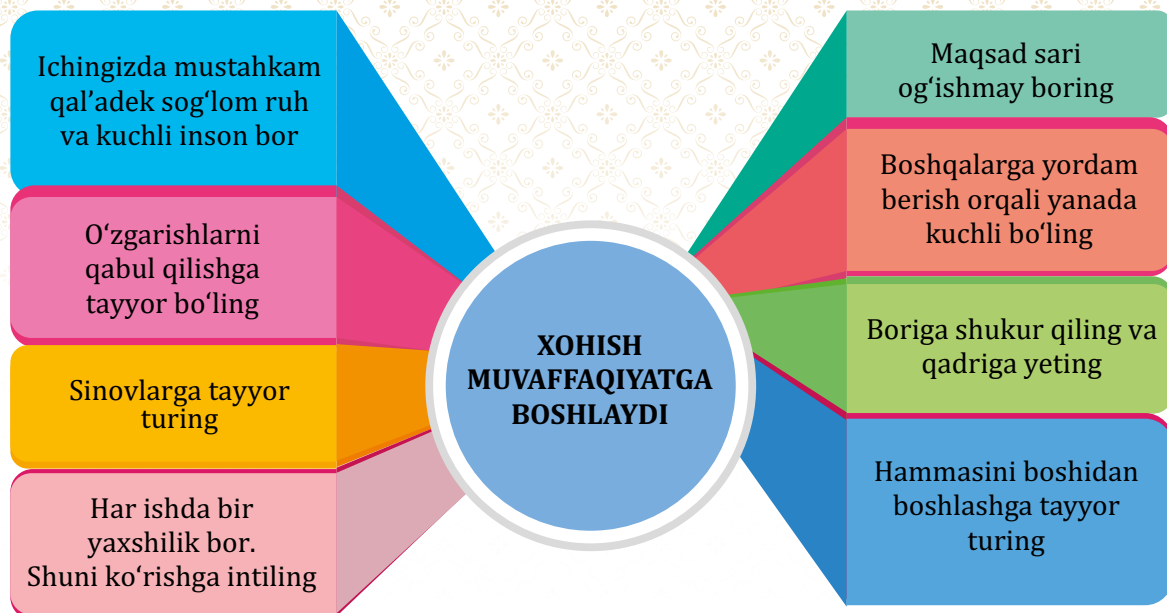 Ichingizda mustahkam
qal’adek sog‘lom ruh
va kuchli inson bor
O‘zgarishlarni
qabul qilishga
tayyor bo‘ling
Sinovlarga tayyor
turing
Har ishda bir
yaxshilik bor.
Shuni ko‘rishga intiling
XOHISH
MUVAFFAQIYATGA
BOSHLAYDI
Maqsad sari
og‘ishmay boring
Boshqalarga yordam
berish orqali yanada
kuchli bo‘ling
Boriga shukur qiling va
qadriga yeting
Hammasini boshidan
boshlashga tayyor
turing